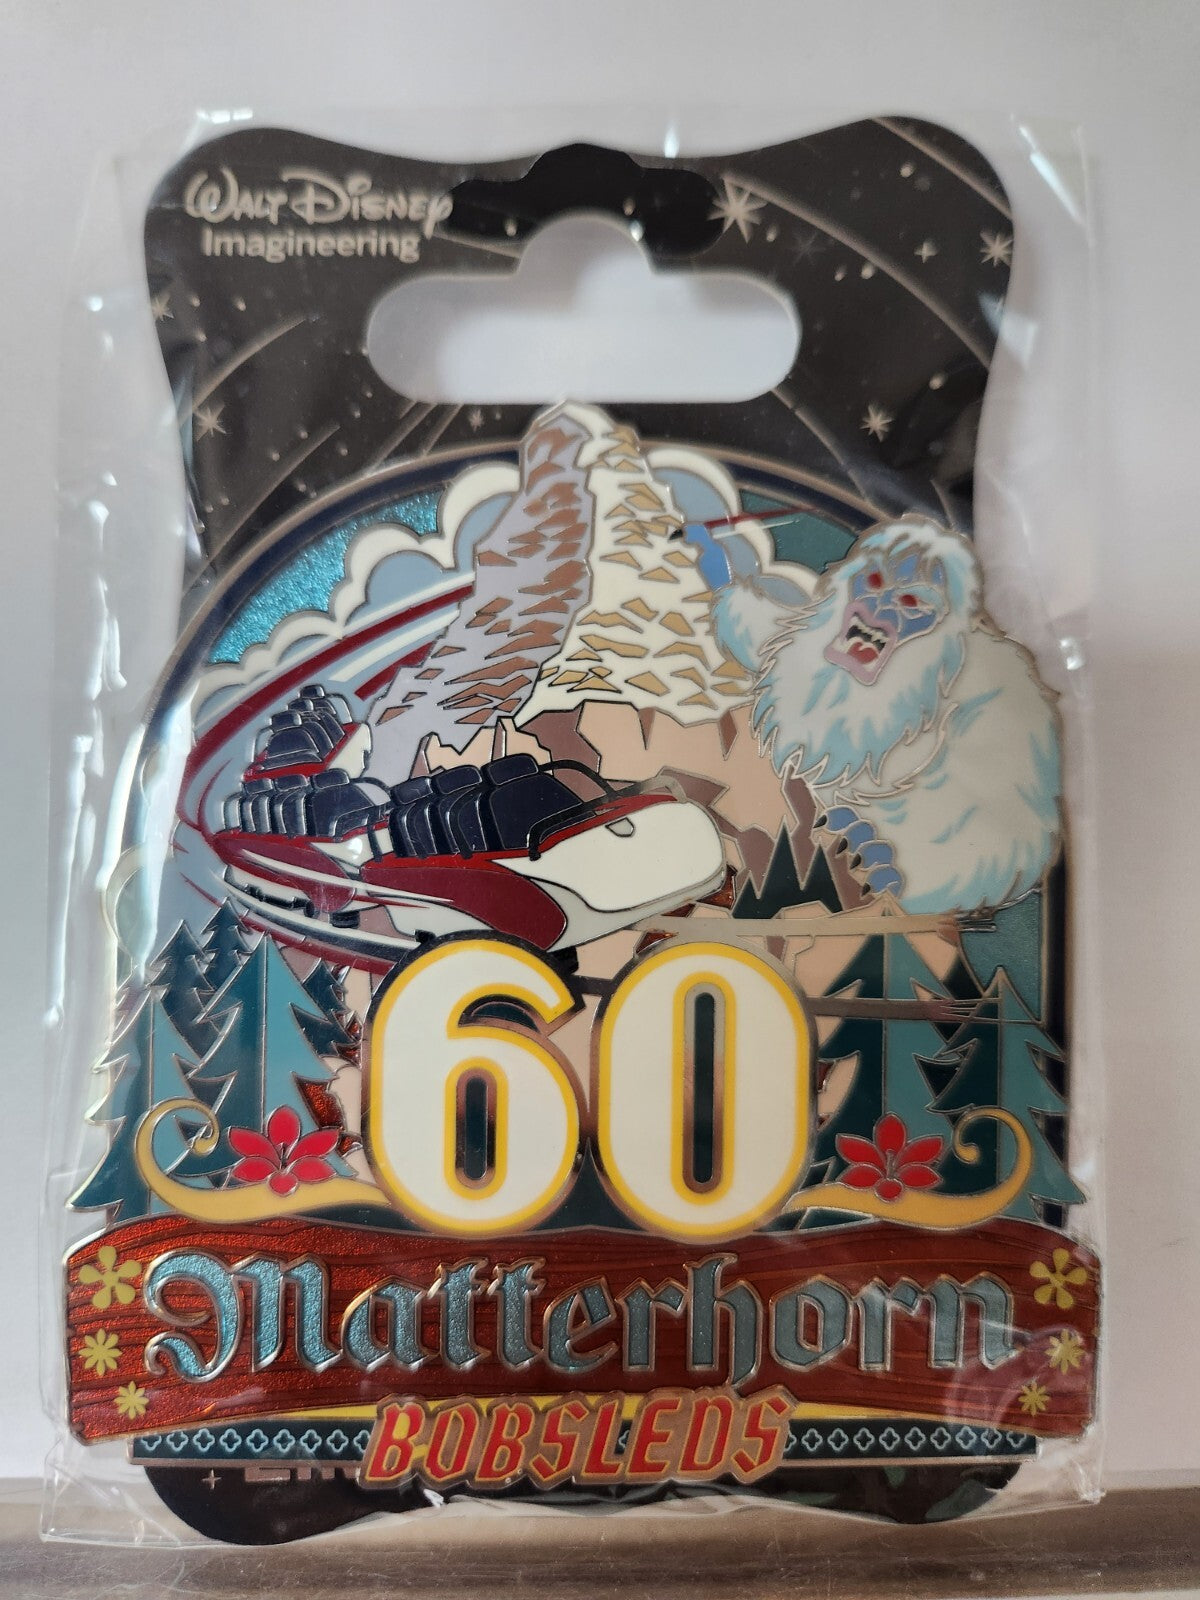 WALT DISNEY
Imagineering
60
Matterhorn
BOBSLEDS